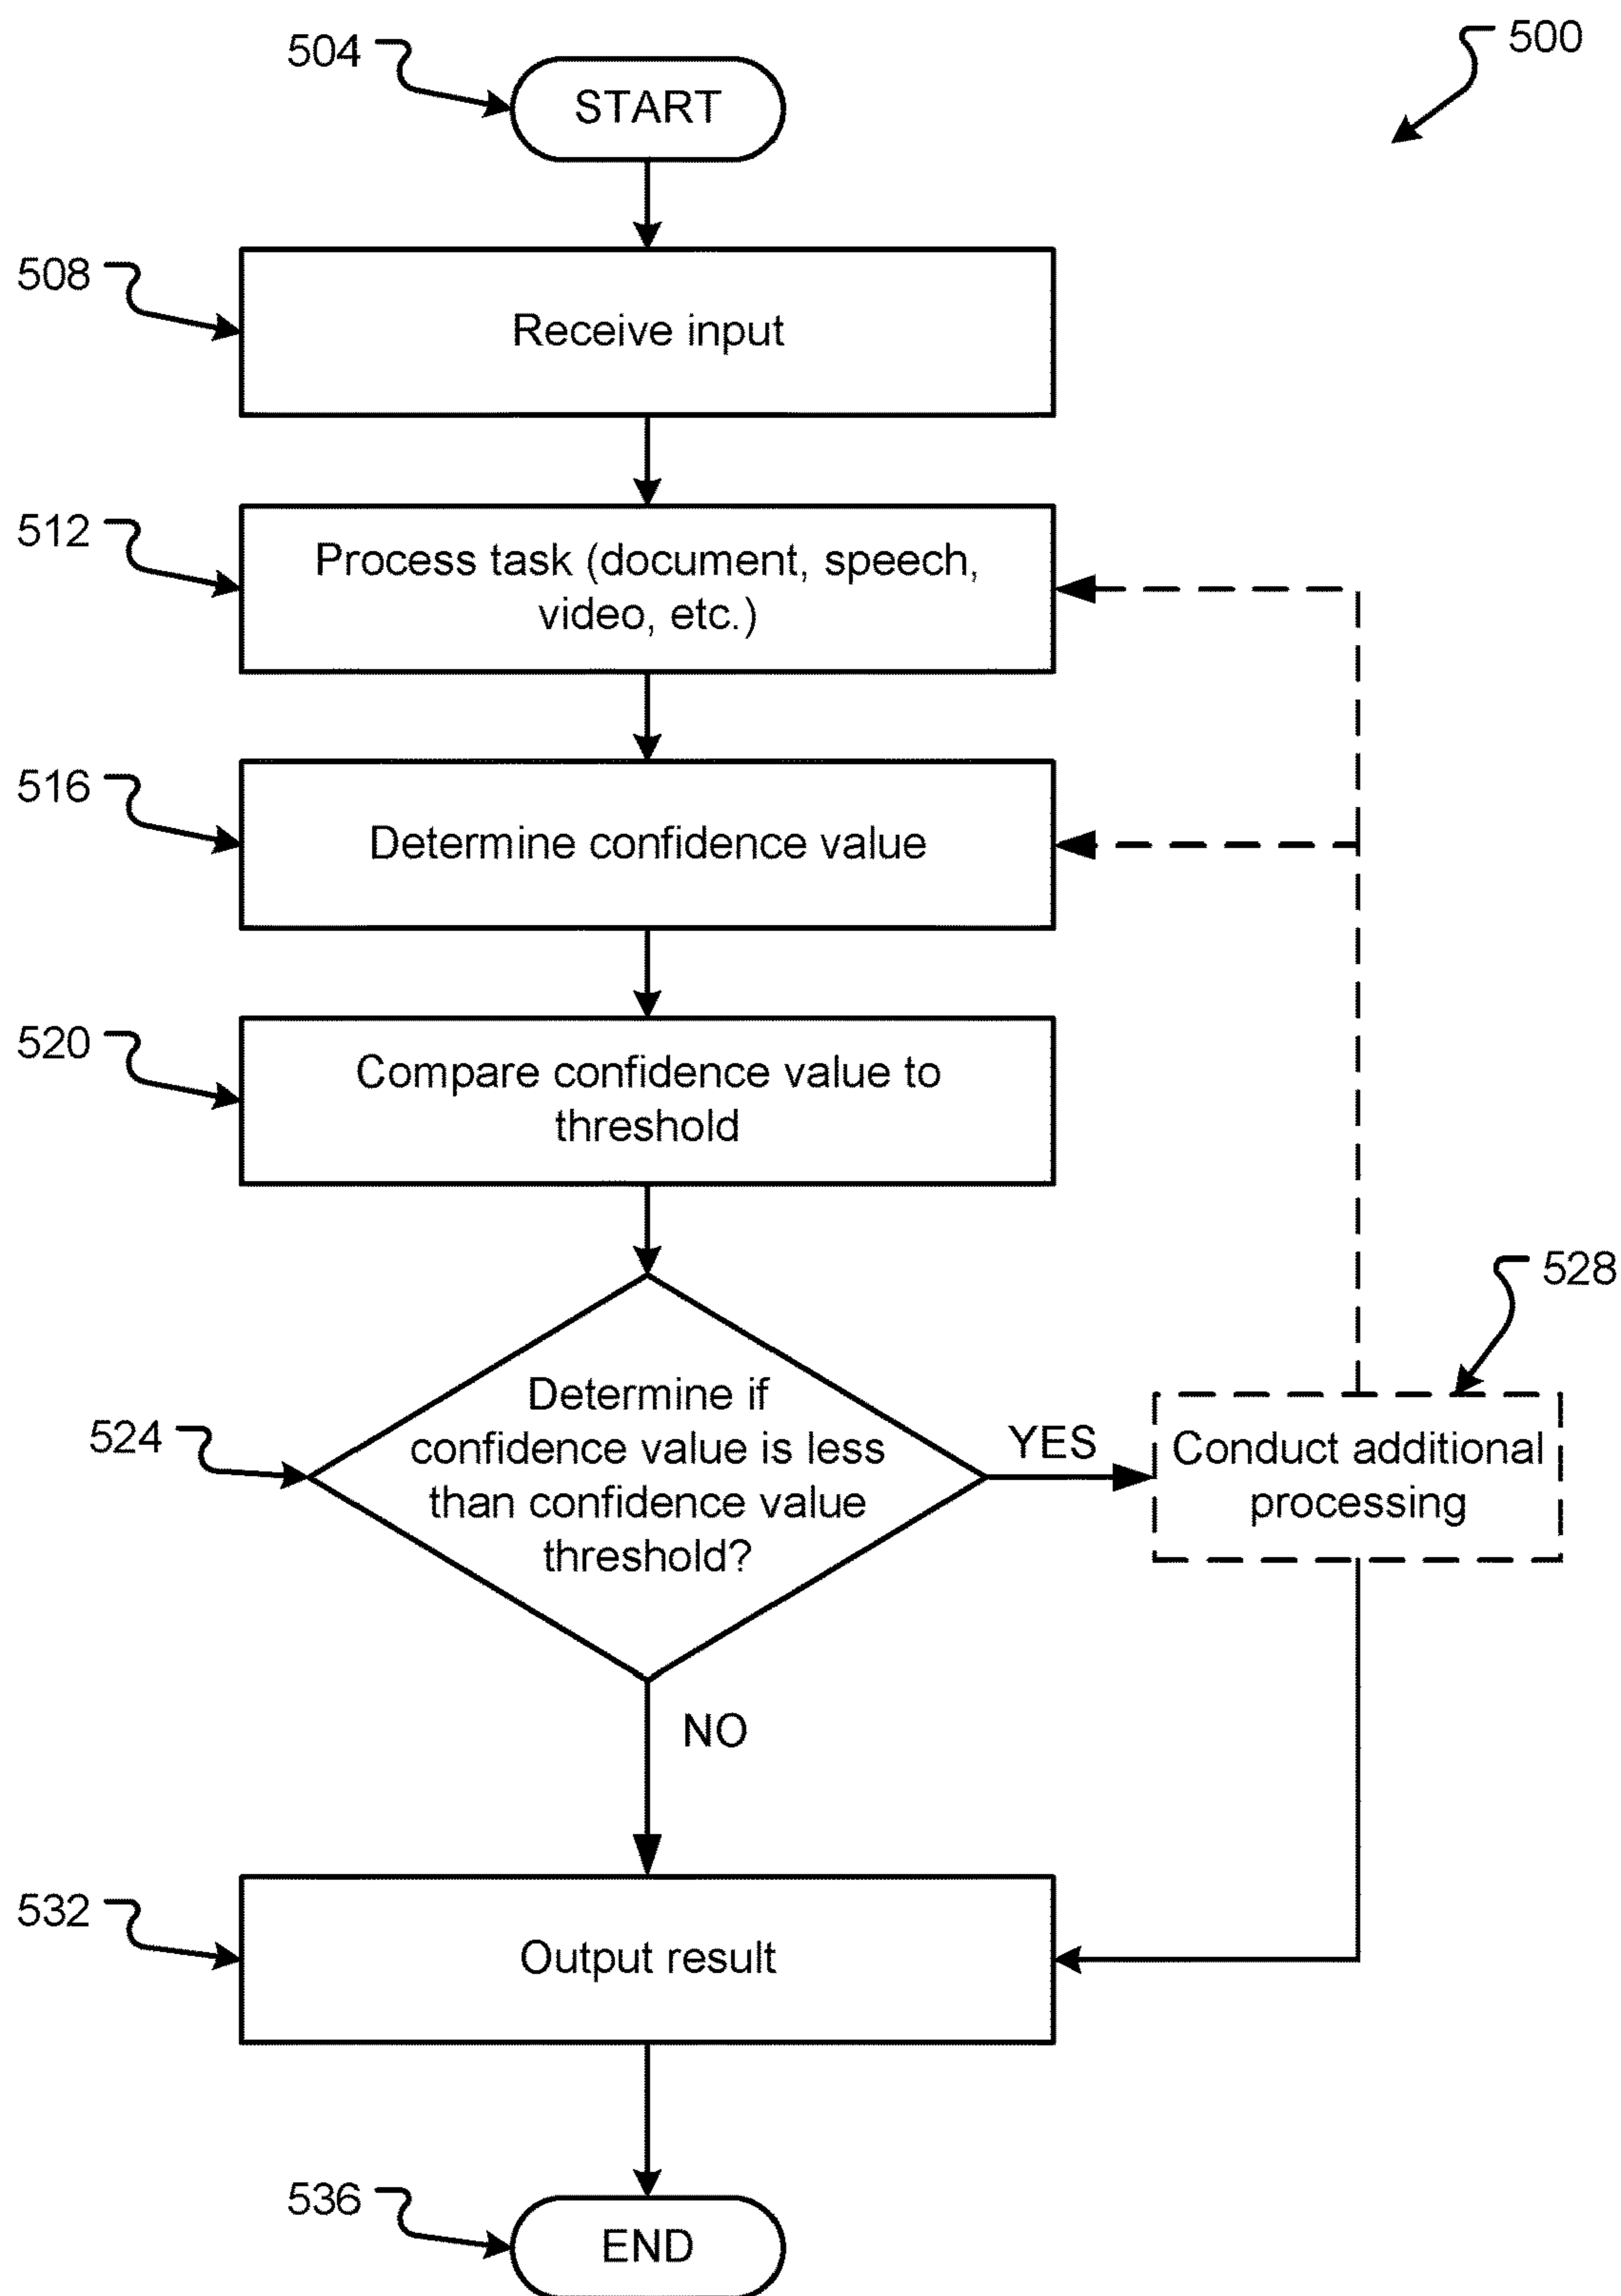 504
START
500
508
Receive input
512
Process task (document, speech,
video, etc.)
516
Determine confidence value
520
Compare confidence value to
threshold
524
Determine if
confidence value is less
than confidence value
threshold?
YES
528
Conduct additional
processing
NO
532
Output result
536
END